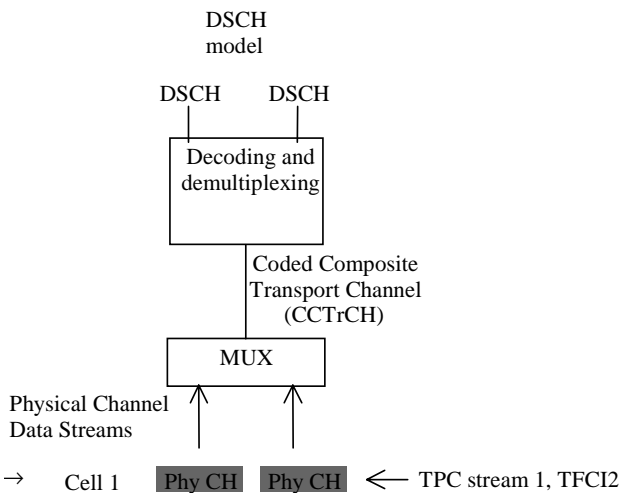 DSCH
model
DSCH DSCH
Decoding and
demultiplexing
Coded Composite
Transport Channel
(CCTrCH)
MUX
Physical Channel
Data Streams
→ Cell 1 Phy CH Phy CH ← TPC stream 1, TFCI2